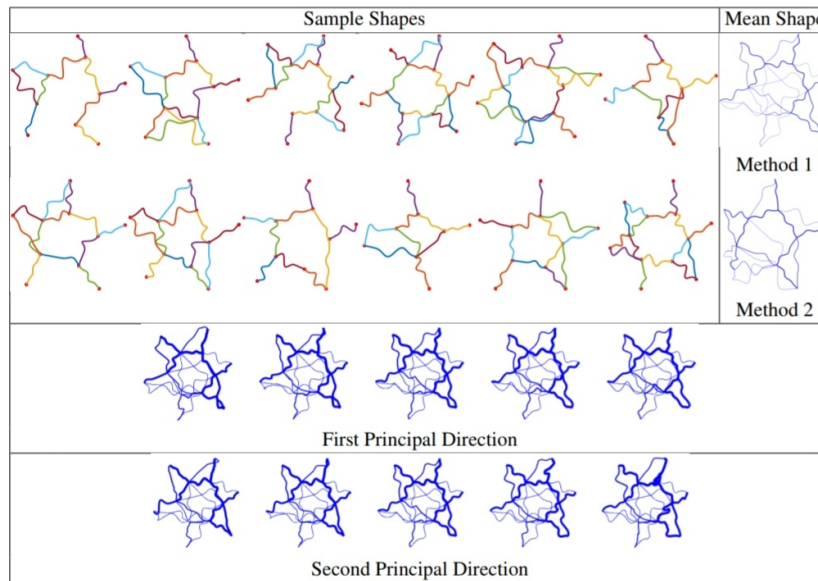 Sample Shapes
Mean Shape
Method 1
Method 2
First Principal Direction
Second Principal Direction